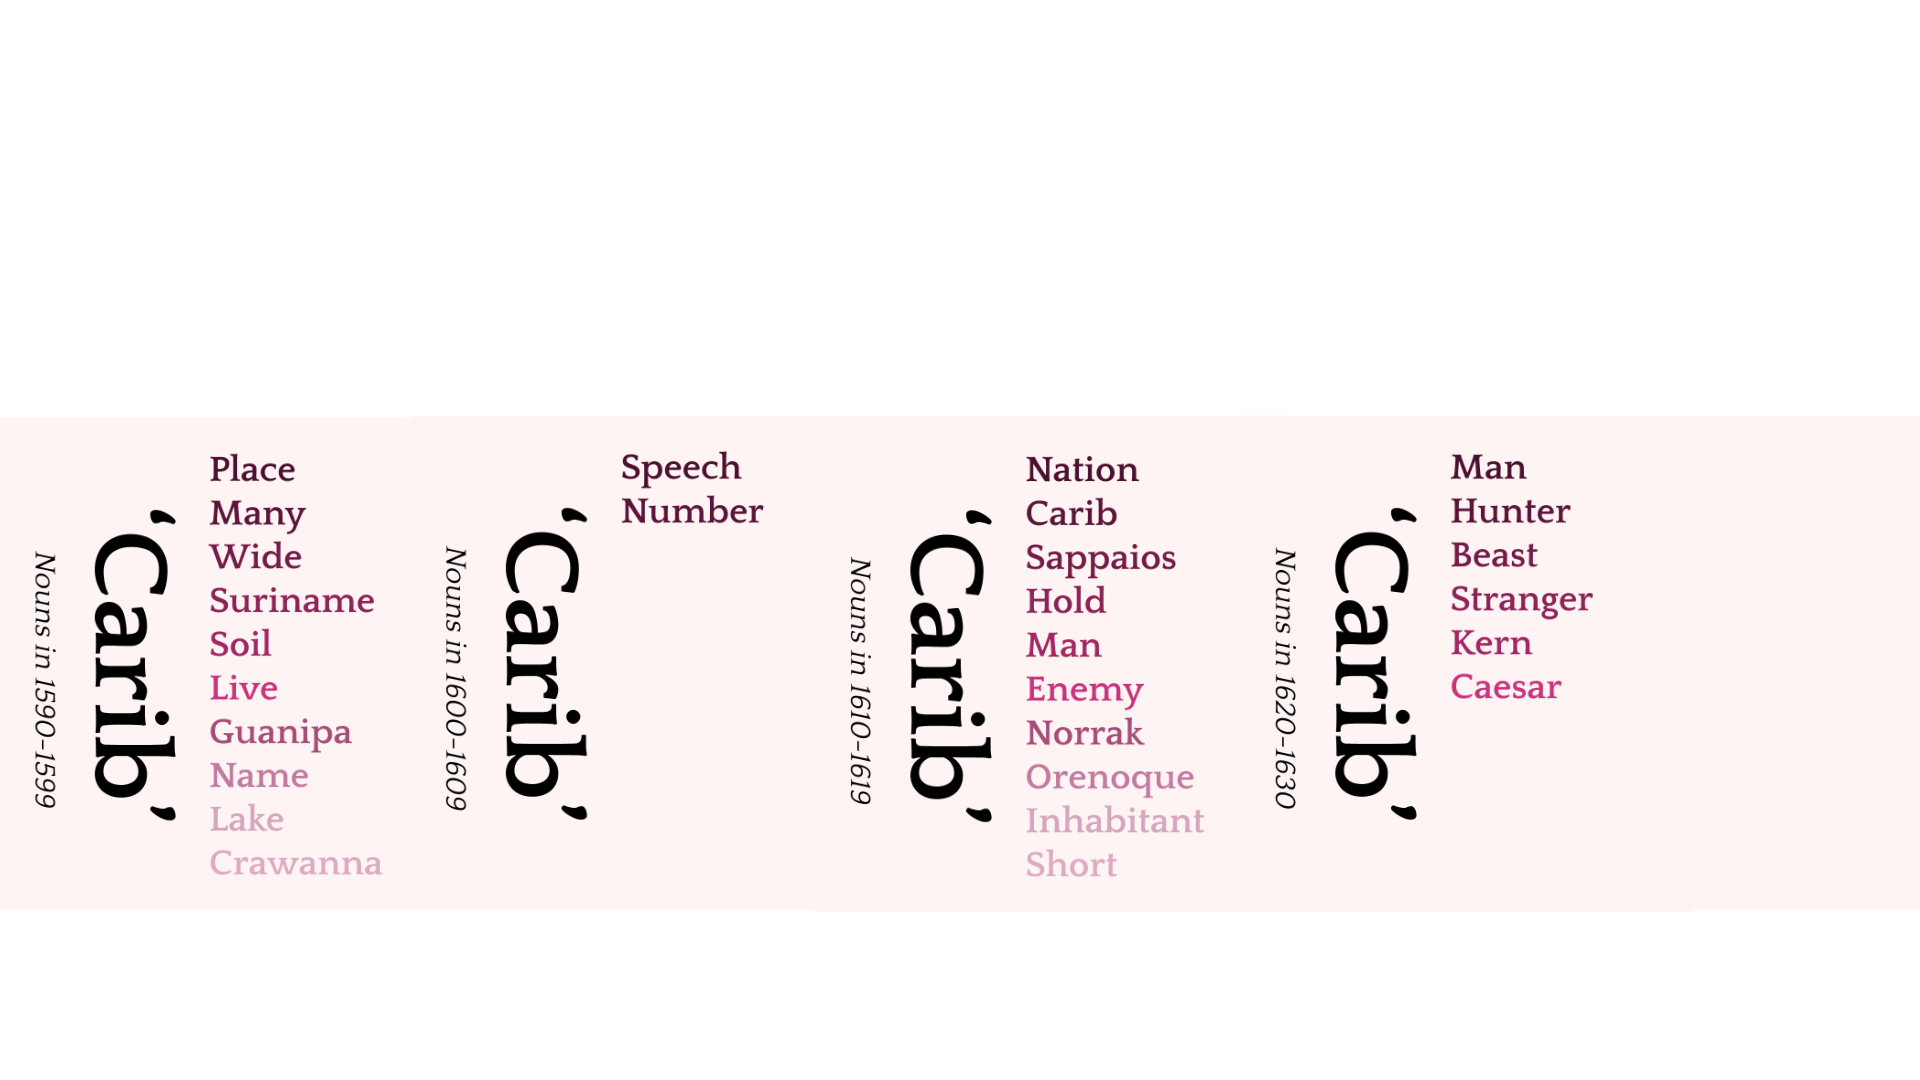 Nouns in 1590-1599
‘Carib’
Place
Many
Wide
Suriname
Soil
Live
Guanipa
Name
Lake
Crawanna
Nouns in 1600-1609
‘Carib’
Speech
Number
Nouns in 1610-1619
‘Carib’
Nation
Carib
Sappaios
Hold
Man
Enemy
Norrak
Orenoque
Inhabitant
Short
Nouns in 1620-1630
‘Carib’
Man
Hunter
Beast
Stranger
Kern
Caesar